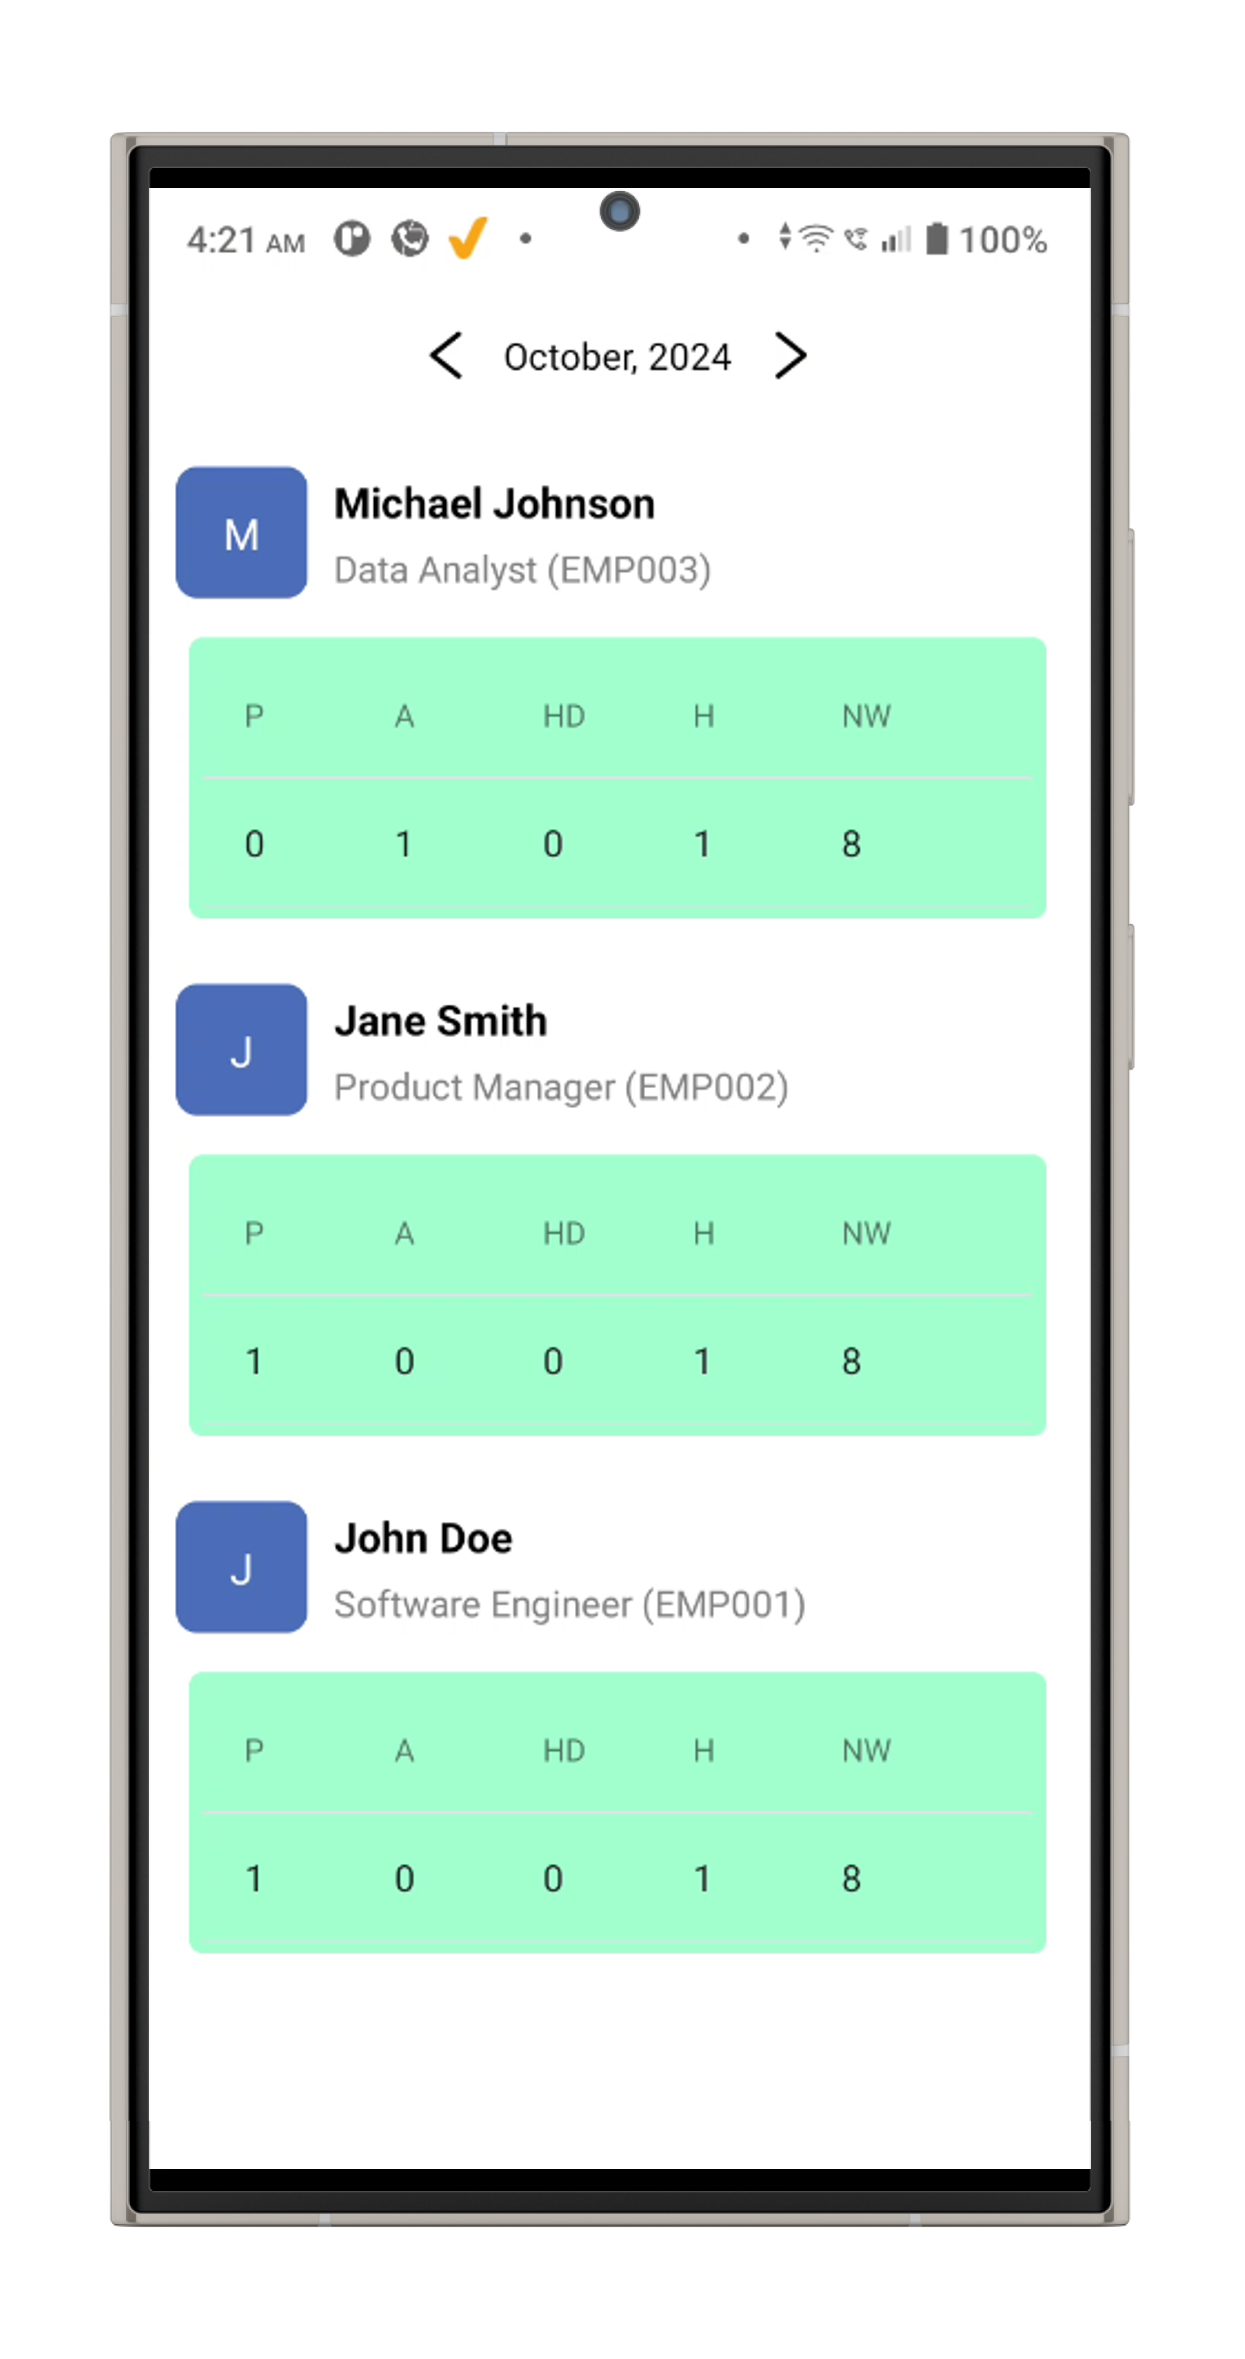 4:21 AM 100%
October, 2024
M
Michael Johnson
Data Analyst (EMP003)
P A HD H NW
0 1 0 1 8
J
Jane Smith
Product Manager (EMP002)
P A HD H NW
1 0 0 1 8
J
John Doe
Software Engineer (EMP001)
P A HD H NW
1 0 0 1 8